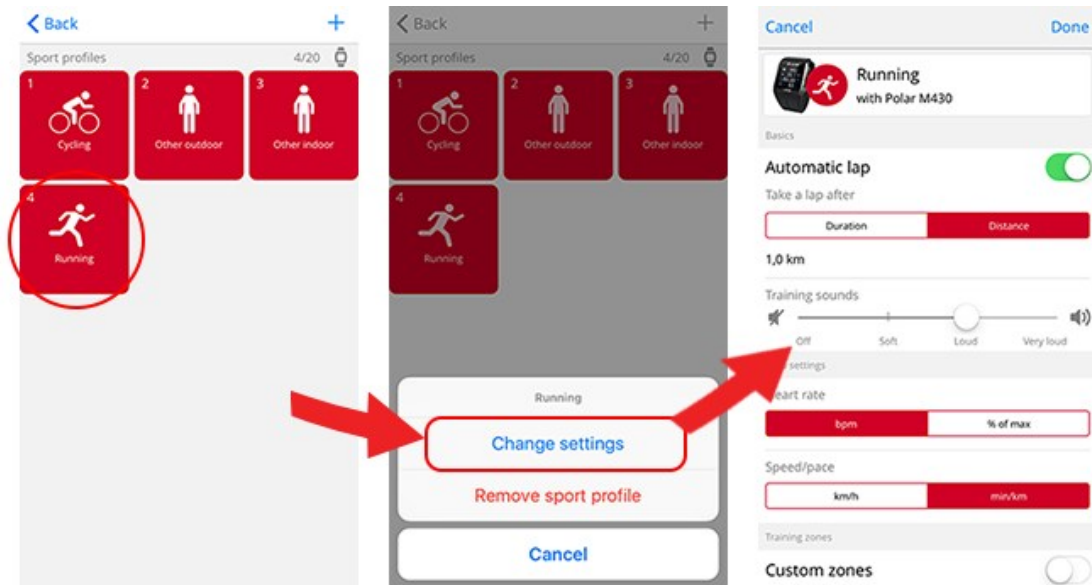 Back
Sport profiles 4/20
1 2 3
Cycling Other outdoor Other indoor
4
Running
Back
Sport profiles 4/20
1 2 3
Cycling Other outdoor Other indoor
4
Running
Running
Change settings
Remove sport profile
Cancel
Cancel Done
Running
with Polar M430
Basics
Automatic lap
Take a lap after
Duration Distance
1,0 km
Training sounds
Off Soft Loud Very loud
settings
eart rate
bpm % of max
Speed/pace
km/h min/km
Training zones
Custom zones